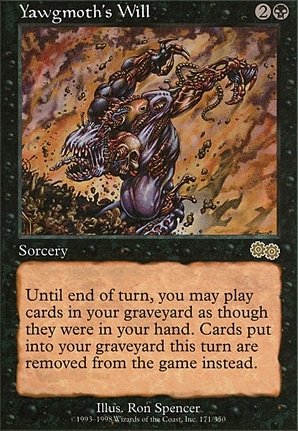 Yawgmoth's Will 2
Sorcery
Until end of turn, you may play
cards in your graveyard as though
they were in your hand. Cards put
into your graveyard this turn are
removed from the game instead.
Illus. Ron Spencer
©1993-1998 Wizards of the Coast, Inc. 171/350